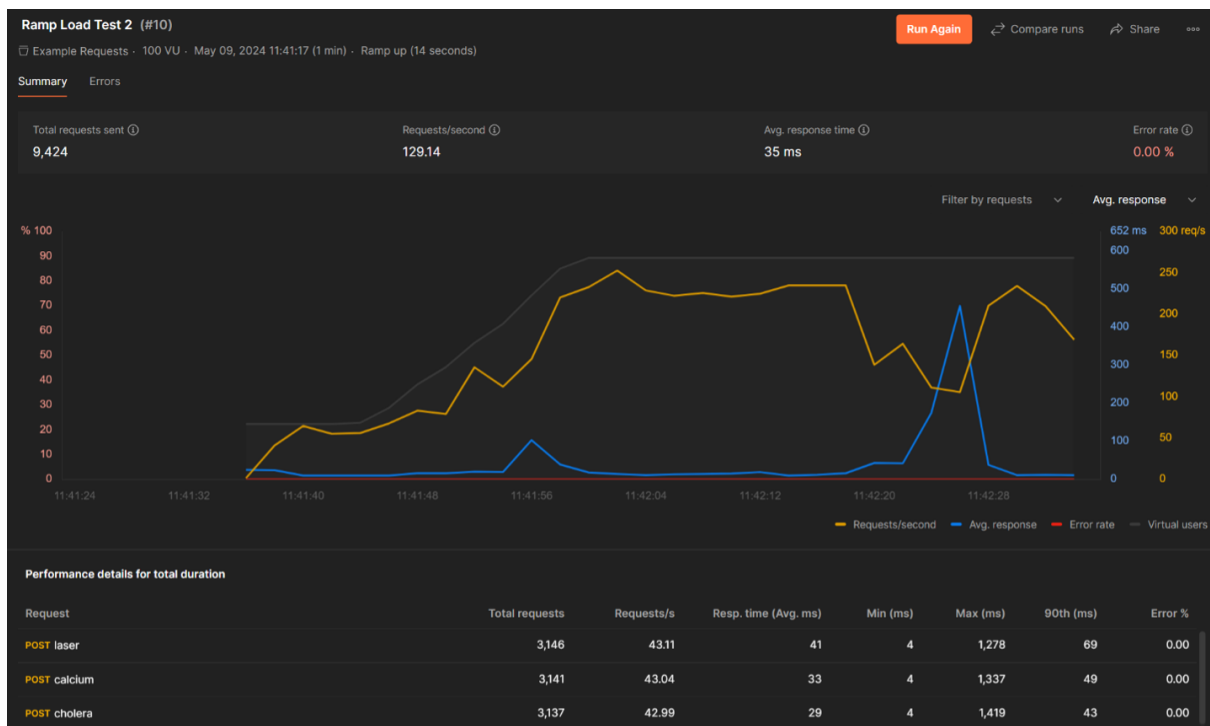 Ramp Load Test 2 (#10)
Run Again
Compare runs
Share
Example Requests · 100 VU · May 09, 2024 11:41:17 (1 min) · Ramp up (14 seconds)
Summary Errors
Total requests sent Requests/second Avg. response time Error rate
9,424 129.14 35 ms 0.00 %
Filter by requests Avg. response
% 100 652 ms 300 req/s
90 600
80 500 250
70
60 400 200
50 300 150
40
30 200 100
20 100 50
10
0 0 0
11:41:24 11:41:32 11:41:40 11:41:48 11:41:56 11:42:04 11:42:12 11:42:20 11:42:28
Requests/second Avg. response Error rate Virtual users
Performance details for total duration
Request Total requests Requests/s Resp. time (Avg. ms) Min (ms) Max (ms) 90th (ms) Error %
POST laser 3,146 43.11 41 4 1,278 69 0.00
POST calcium 3,141 43.04 33 4 1,337 49 0.00
POST cholera 3,137 42.99 29 4 1,419 43 0.00